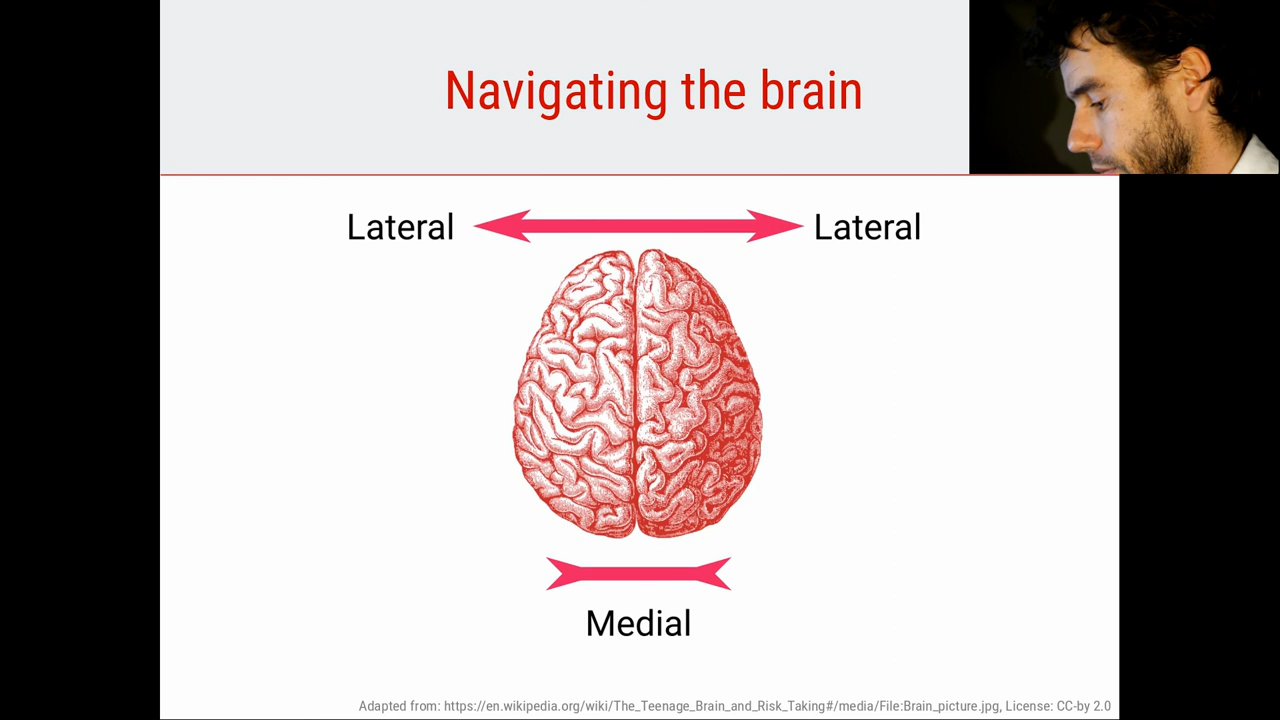 Navigating the brain
Lateral Lateral
Medial
Adapted from: https://en.wikipedia.org/wiki/The_Teenage_Brain_and_Risk_Taking#/media/File:Brain_picture.jpg, License: CC-by 2.0